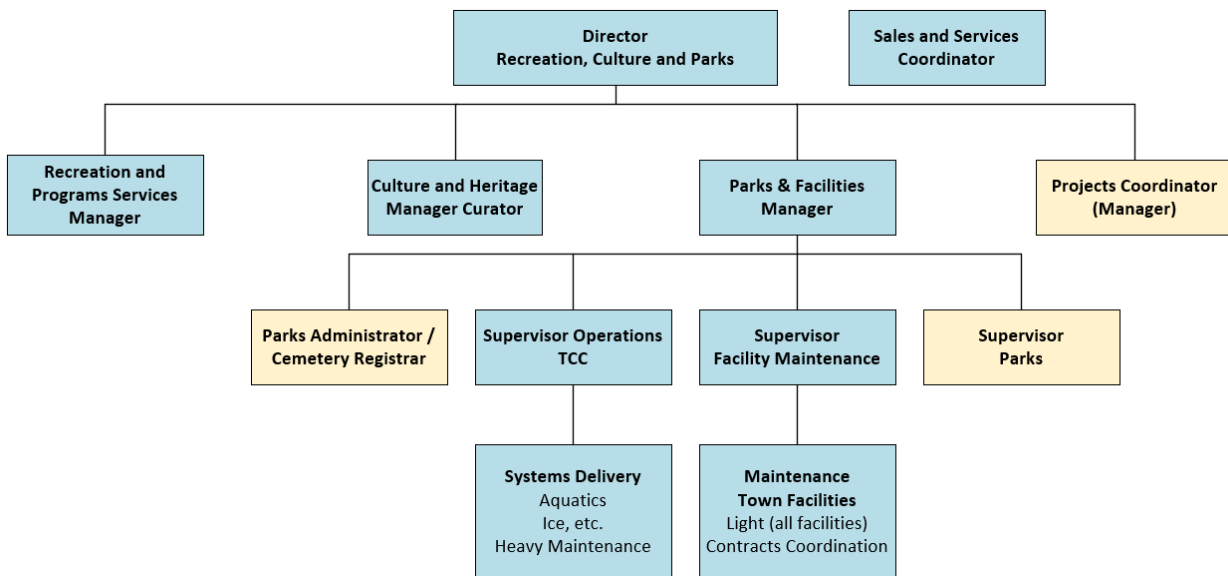 Director
Recreation, Culture and Parks
Sales and Services
Coordinator
Recreation and
Programs Services
Manager
Culture and Heritage
Manager Curator
Parks & Facilities
Manager
Projects Coordinator
(Manager)
Parks Administrator /
Cemetery Registrar
Supervisor Operations
TCC
Supervisor
Facility Maintenance
Supervisor
Parks
Systems Delivery
Aquatics
Ice, etc.
Heavy Maintenance
Maintenance
Town Facilities
Light (all facilities)
Contracts Coordination